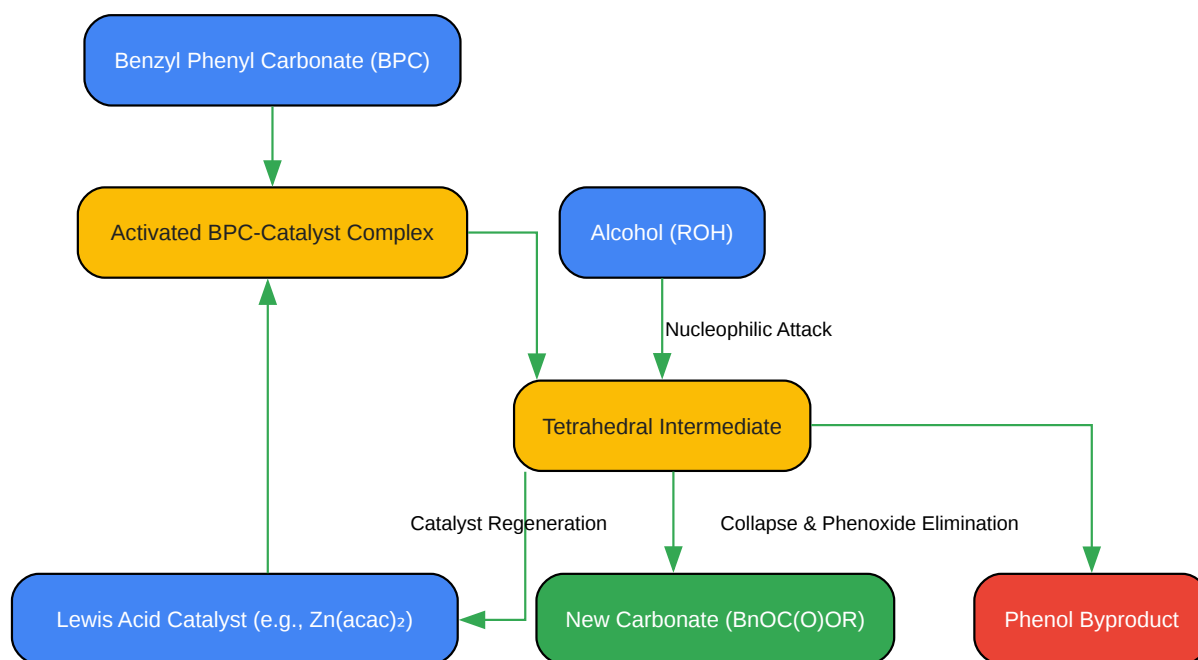 Benzyl Phenyl Carbonate (BPC)
Activated BPC-Catalyst Complex
Alcohol (ROH)
Nucleophilic Attack
Tetrahedral Intermediate
Catalyst Regeneration
Collapse & Phenoxide Elimination
Lewis Acid Catalyst (e.g., Zn(acac)₂)
New Carbonate (BnOC(O)OR)
Phenol Byproduct